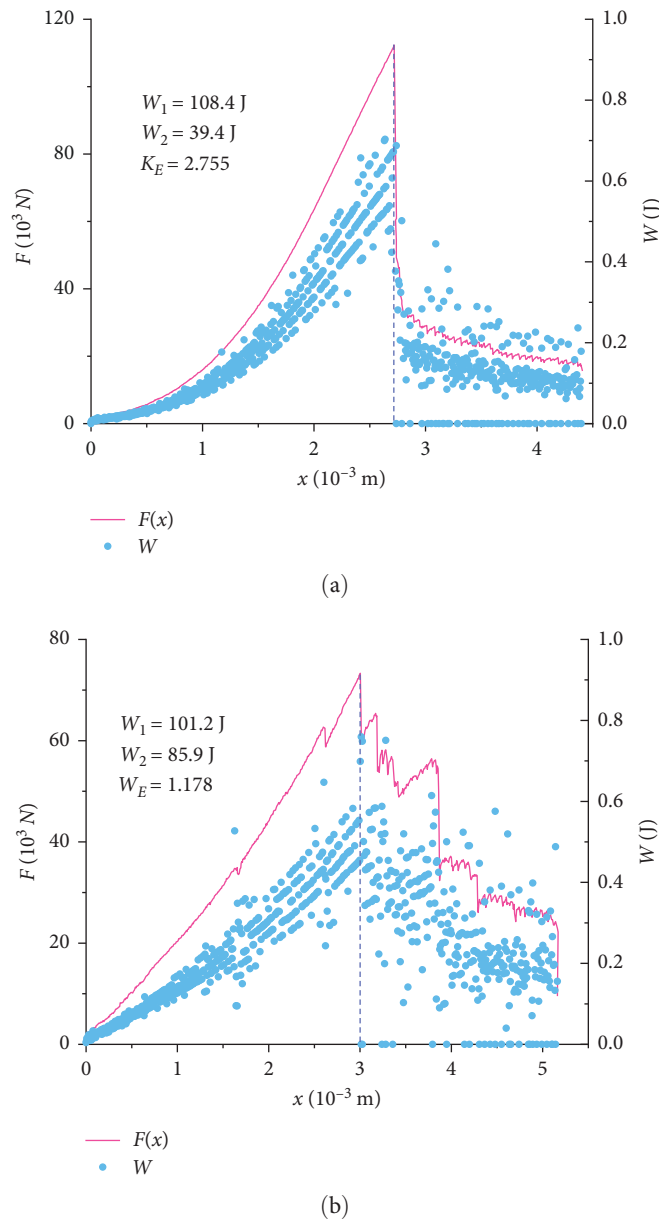 120
80
40
0
F (10³ N)
W₁ = 108.4 J
W₂ = 39.4 J
K_E = 2.755
1.0
0.8
0.6
0.4
0.2
0.0
W (J)
0 1 2 3 4
x (10⁻³ m)
F(x)
W
(a)
80
60
40
20
0
F (10³ N)
W₁ = 101.2 J
W₂ = 85.9 J
W_E = 1.178
1.0
0.8
0.6
0.4
0.2
0.0
W (J)
0 1 2 3 4 5
x (10⁻³ m)
F(x)
W
(b)